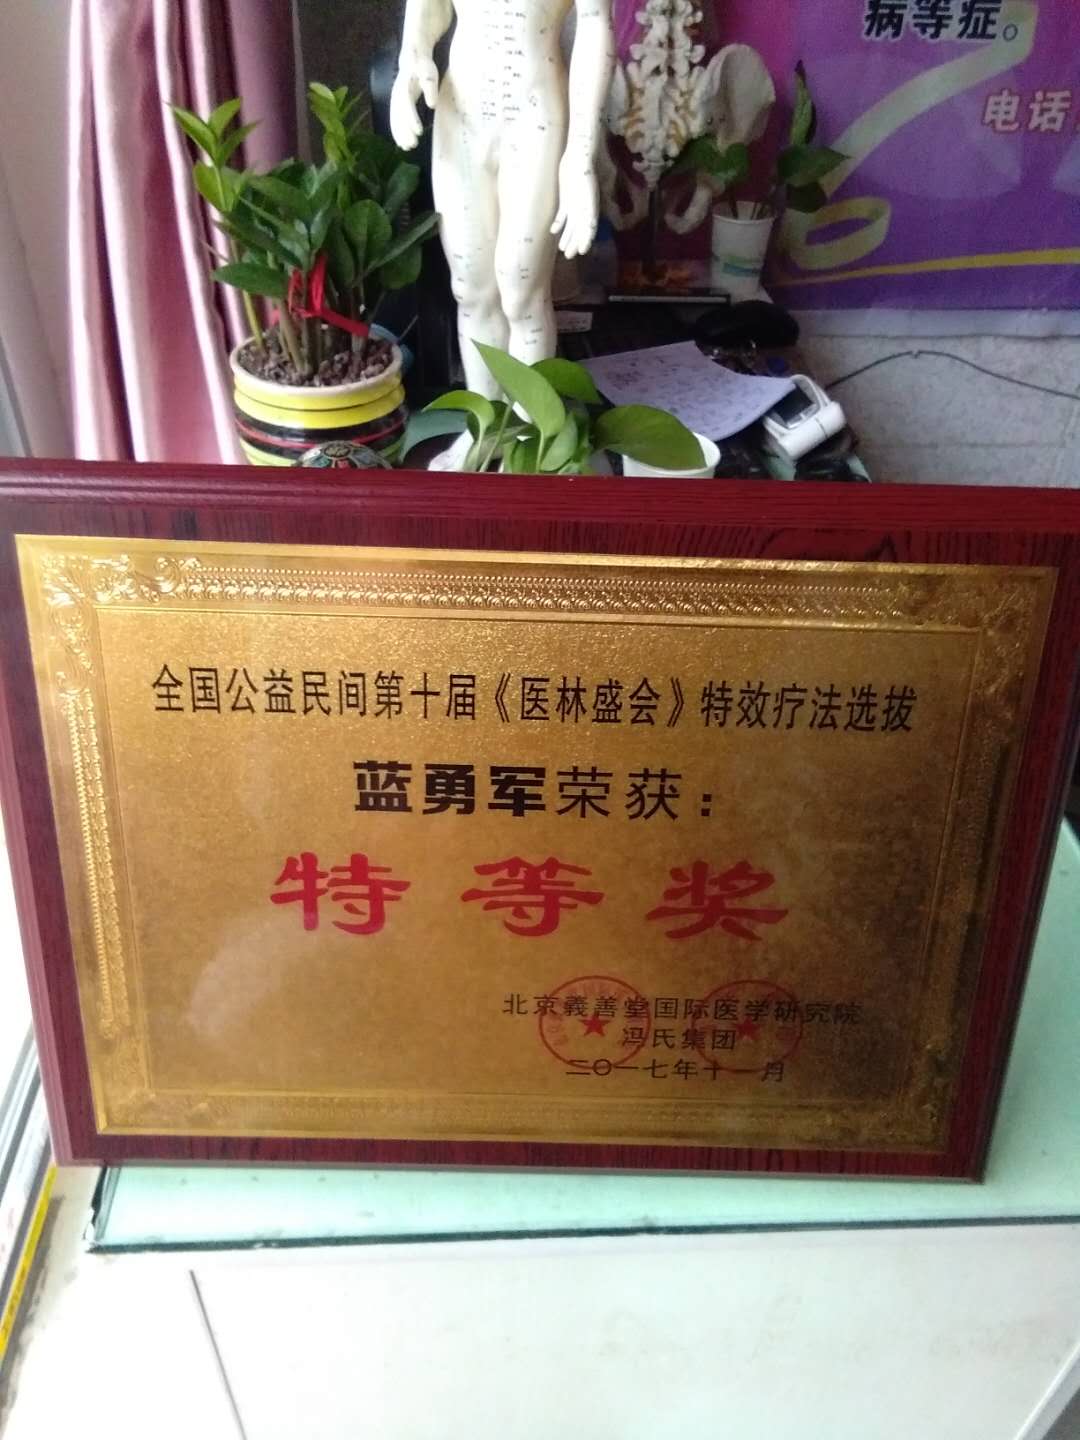 病等症。
电话
全国公益民间第十届《医林盛会》特效疗法选拔
蓝勇军荣获：
特等奖
北京義善堂国际医学研究院
冯氏集团
二〇一七年十一月